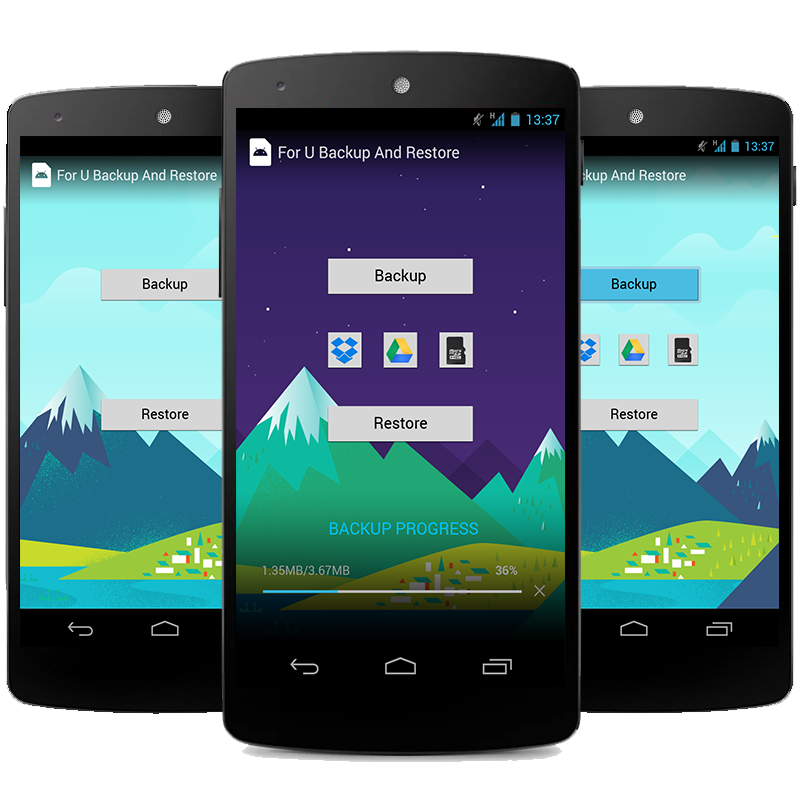 For U Backup And Restore
Backup
Restore
H 13:37
For U Backup And Restore
Backup
Restore
BACKUP PROGRESS
1.35MB/3.67MB 36%
H 13:37
kup And Restore
Backup
Restore